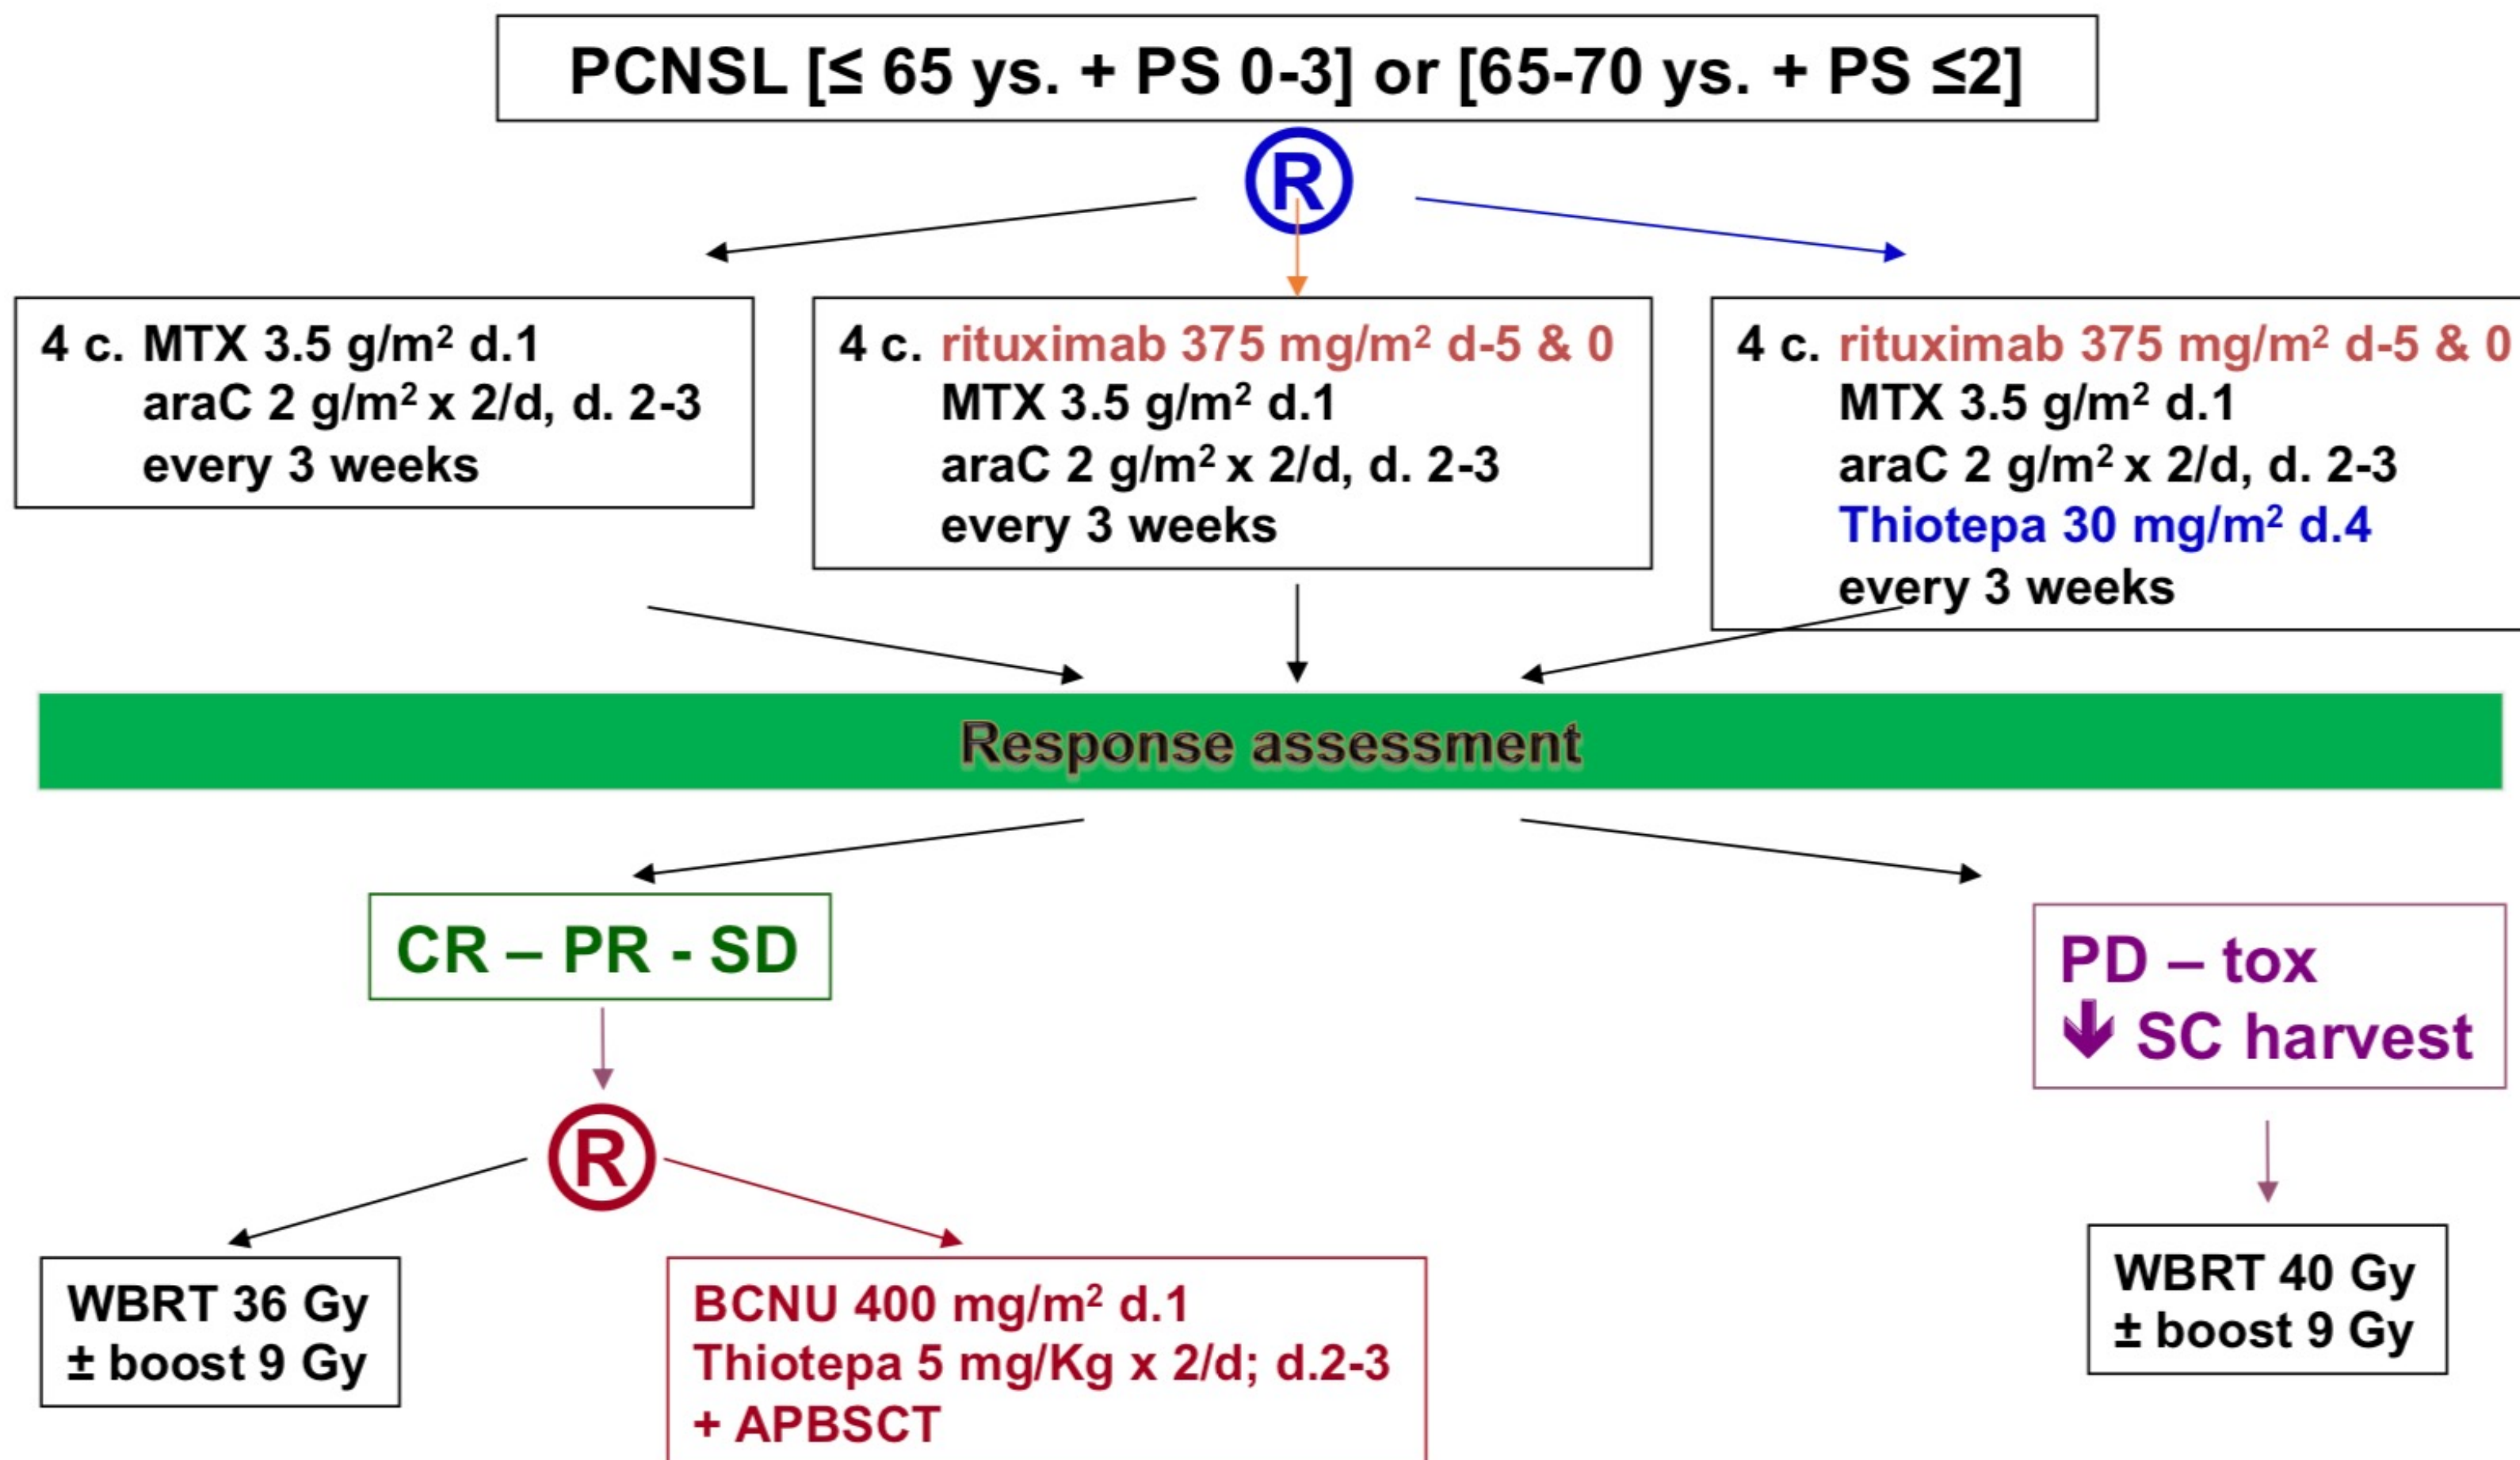 PCNSL [≤ 65 ys. + PS 0-3] or [65-70 ys. + PS ≤2]
R
4 c. MTX 3.5 g/m² d.1
araC 2 g/m² x 2/d, d. 2-3
every 3 weeks
4 c. rituximab 375 mg/m² d-5 & 0
MTX 3.5 g/m² d.1
araC 2 g/m² x 2/d, d. 2-3
every 3 weeks
4 c. rituximab 375 mg/m² d-5 & 0
MTX 3.5 g/m² d.1
araC 2 g/m² x 2/d, d. 2-3
Thiotepa 30 mg/m² d.4
every 3 weeks
Response assessment
CR – PR - SD
PD – tox
🡻 SC harvest
R
WBRT 36 Gy
± boost 9 Gy
BCNU 400 mg/m² d.1
Thiotepa 5 mg/Kg x 2/d; d.2-3
+ APBSCT
WBRT 40 Gy
± boost 9 Gy